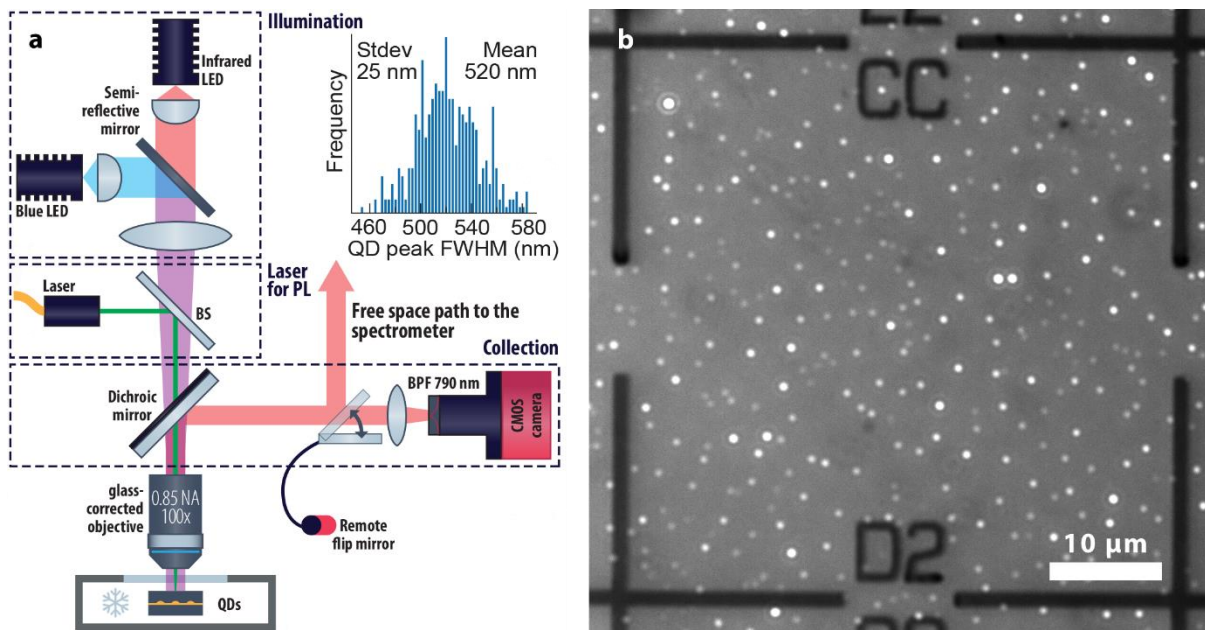 a
Illumination
Infrared
LED
Semi-
reflective
mirror
Blue LED
Stdev
25 nm
Mean
520 nm
Frequency
460 500 540 580
QD peak FWHM (nm)
Laser
for PL
Laser
BS
Free space path to the
spectrometer
Collection
Dichroic
mirror
BPF 790 nm
CMOS
camera
glass-
corrected
objective
0.85 NA
100x
Remote
flip mirror
QDs
b
CC
D2
10 µm